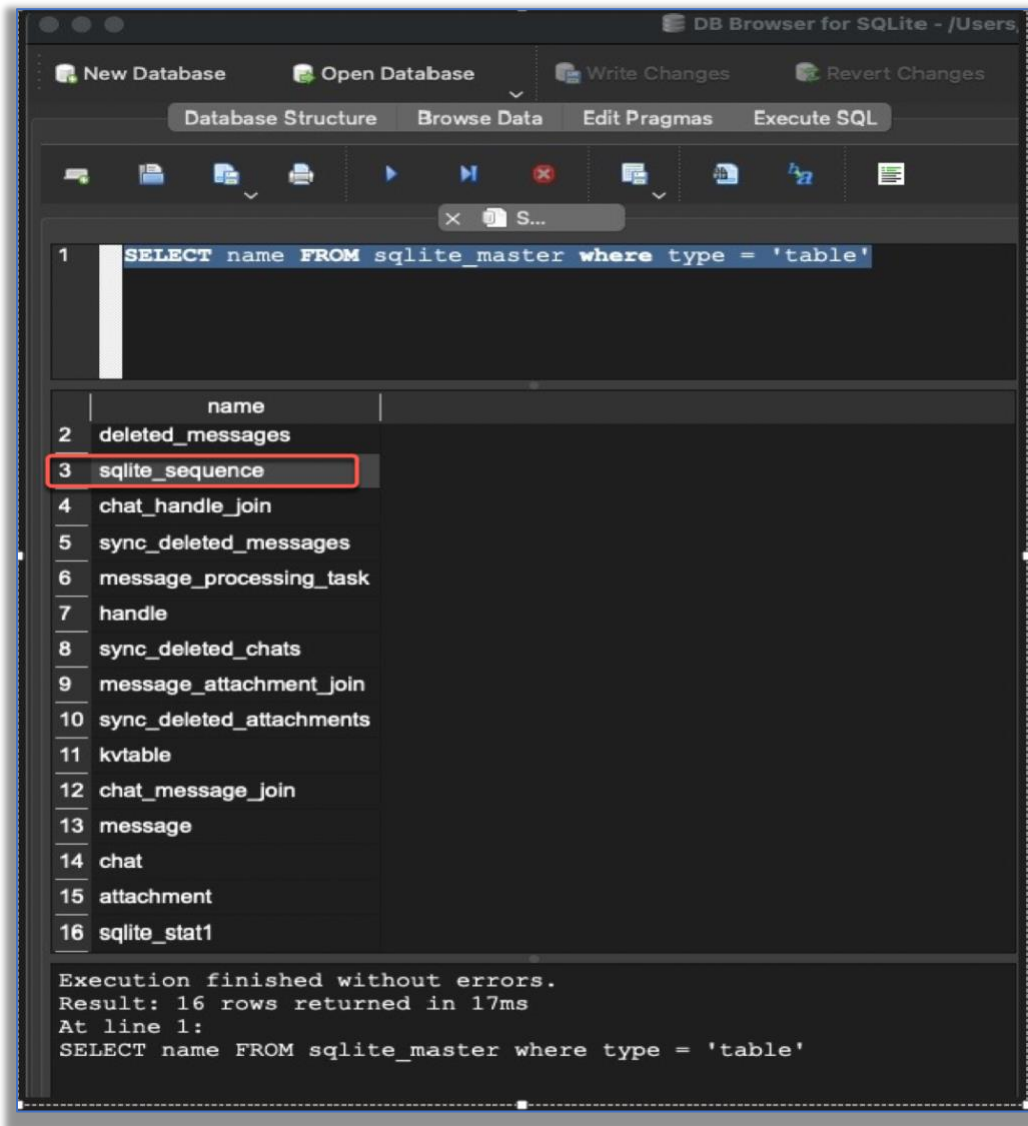 DB Browser for SQLite - /Users/
New Database Open Database Write Changes Revert Changes
Database Structure Browse Data Edit Pragmas Execute SQL
S...
1 SELECT name FROM sqlite_master where type = 'table'
name
2 deleted_messages
3 sqlite_sequence
4 chat_handle_join
5 sync_deleted_messages
6 message_processing_task
7 handle
8 sync_deleted_chats
9 message_attachment_join
10 sync_deleted_attachments
11 kvtable
12 chat_message_join
13 message
14 chat
15 attachment
16 sqlite_stat1
Execution finished without errors.
Result: 16 rows returned in 17ms
At line 1:
SELECT name FROM sqlite_master where type = 'table'